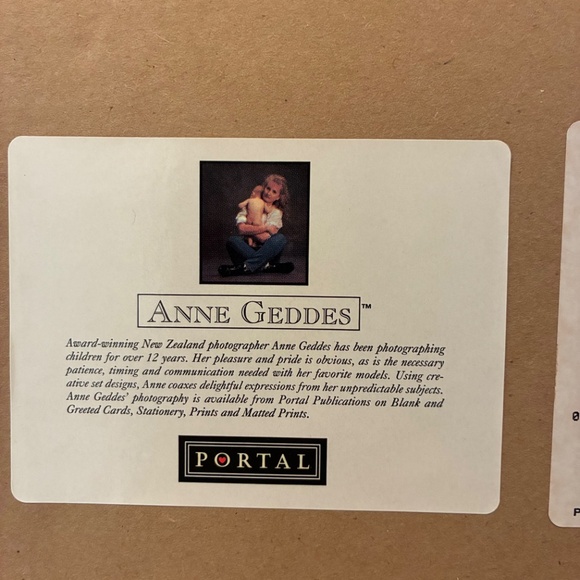 ANNE GEDDES™
Award-winning New Zealand photographer Anne Geddes has been photographing
children for over 12 years. Her pleasure and pride is obvious, as is the necessary
patience, timing and communication needed with her favorite models. Using cre-
ative set designs, Anne coaxes delightful expressions from her unpredictable subjects.
Anne Geddes' photography is available from Portal Publications on Blank and
Greeted Cards, Stationery, Prints and Matted Prints.
PORTAL
0
P